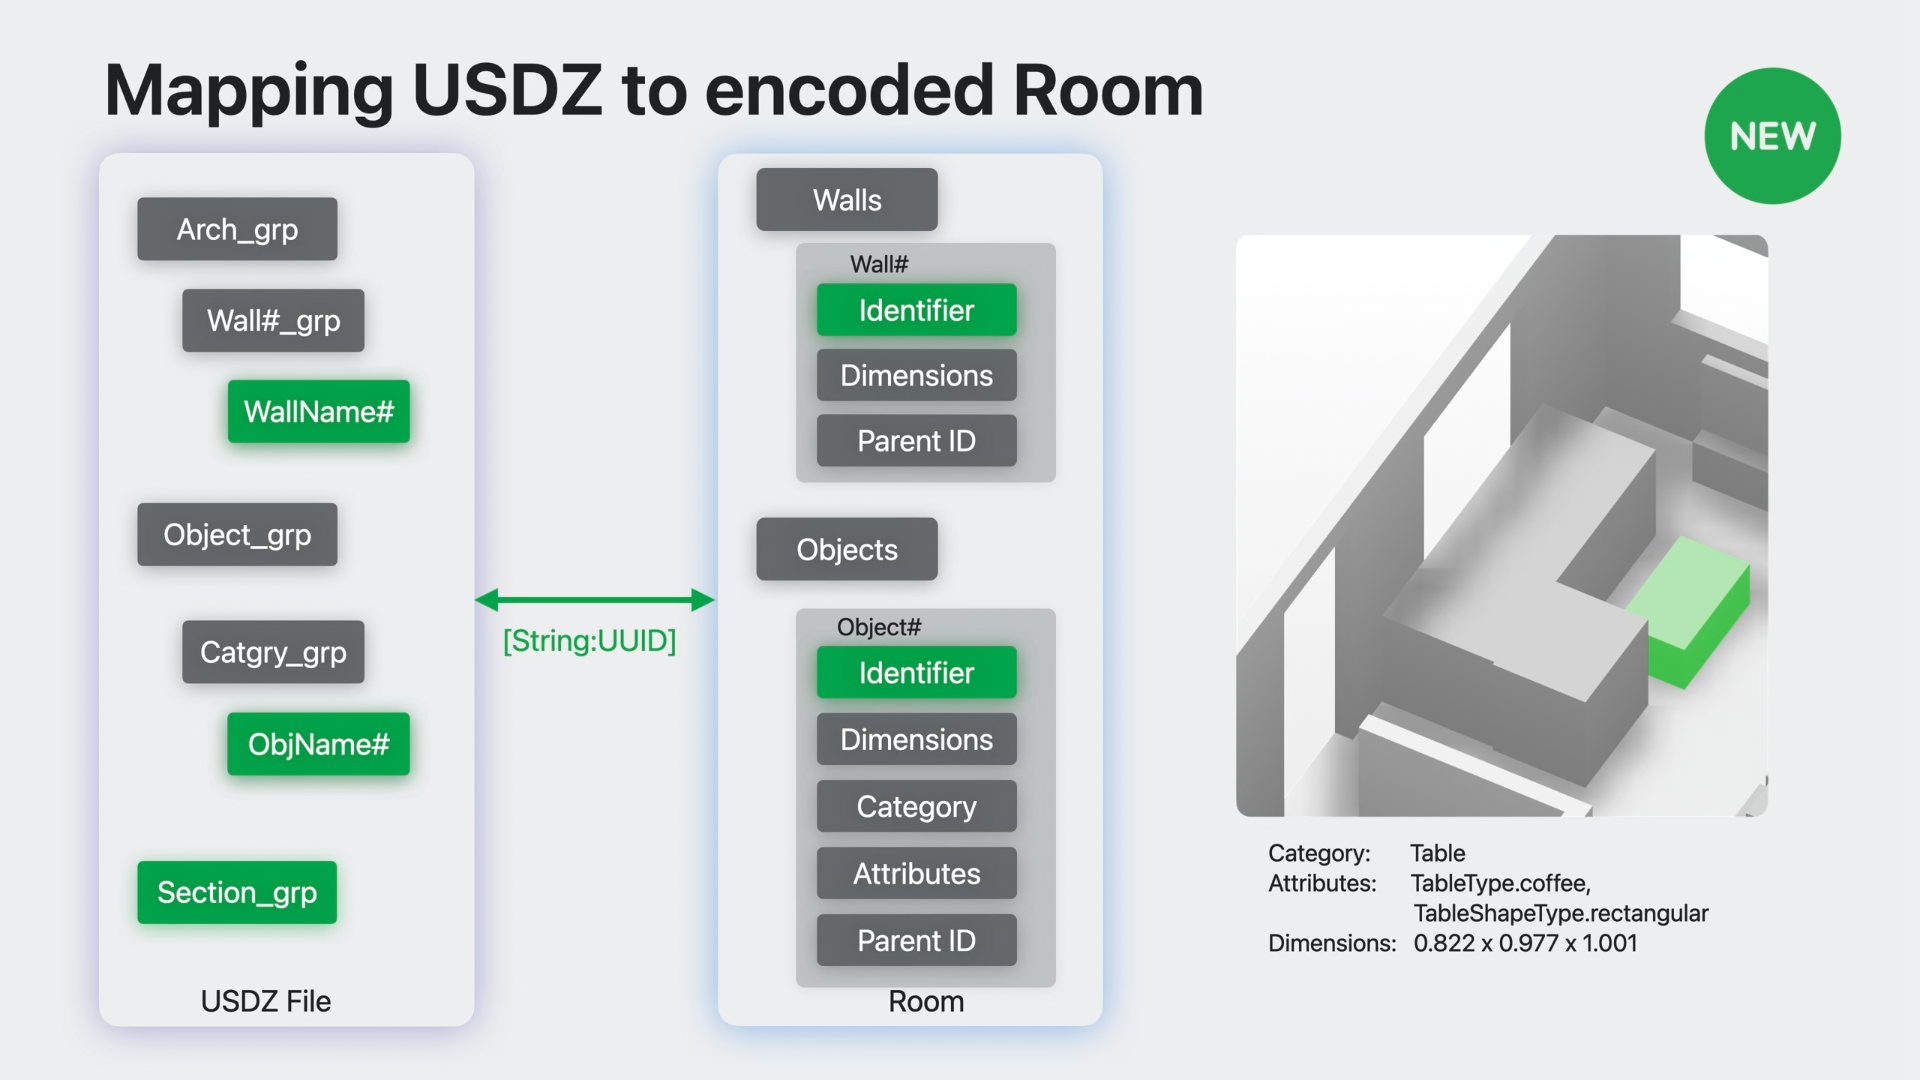 Mapping USDZ to encoded Room
NEW
Arch_grp
Wall#_grp
WallName#
Object_grp
Catgry_grp
ObjName#
Section_grp
USDZ File
[String:UUID]
Walls
Wall#
Identifier
Dimensions
Parent ID
Objects
Object#
Identifier
Dimensions
Category
Attributes
Parent ID
Room
Category: Table
Attributes: TableType.coffee,
TableShapeType.rectangular
Dimensions: 0.822 x 0.977 x 1.001